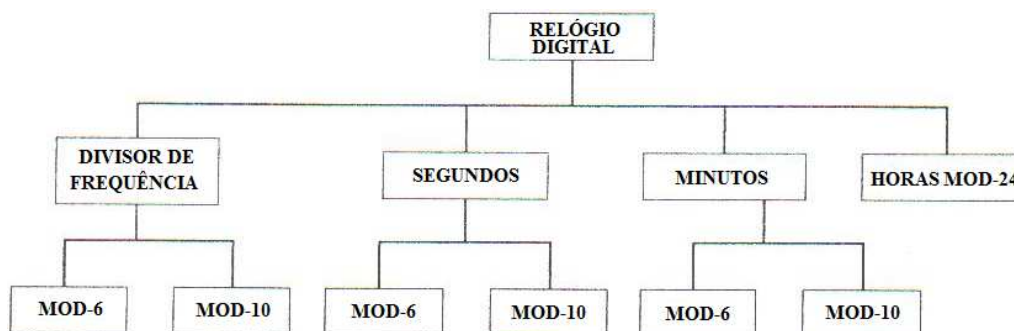 RELÓGIO
DIGITAL
DIVISOR DE
FREQUÊNCIA
SEGUNDOS
MINUTOS
HORAS MOD-24
MOD-6
MOD-10
MOD-6
MOD-10
MOD-6
MOD-10